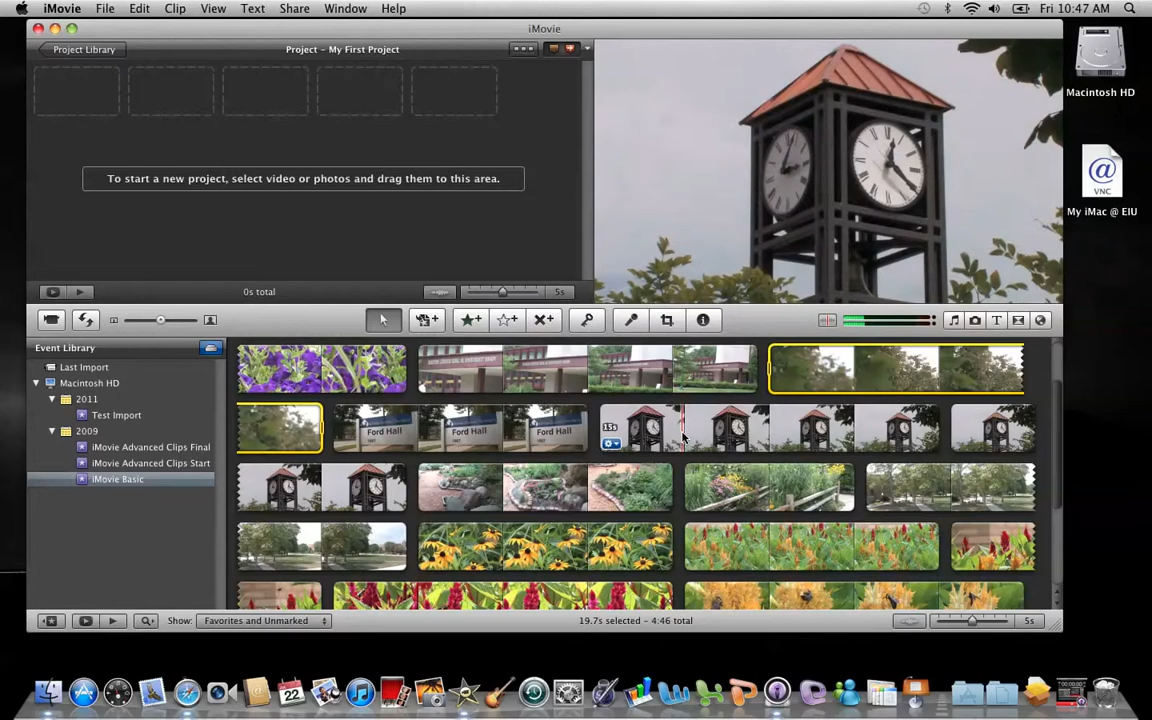 iMovie File Edit Clip View Text Share Window Help Fri 10:47 AM
iMovie
Project Library Project - My First Project
Macintosh HD
To start a new project, select video or photos and drag them to this area.
VNC
My iMac @ EIU
0s total 5s
Event Library
Last Import
Macintosh HD
2011
Test Import
2009
iMovie Advanced Clips Final
iMovie Advanced Clips Start
iMovie Basic
Ford Hall Ford Hall Ford Hall
15s
Show: Favorites and Unmarked 19.7s selected - 4:46 total 5s
22